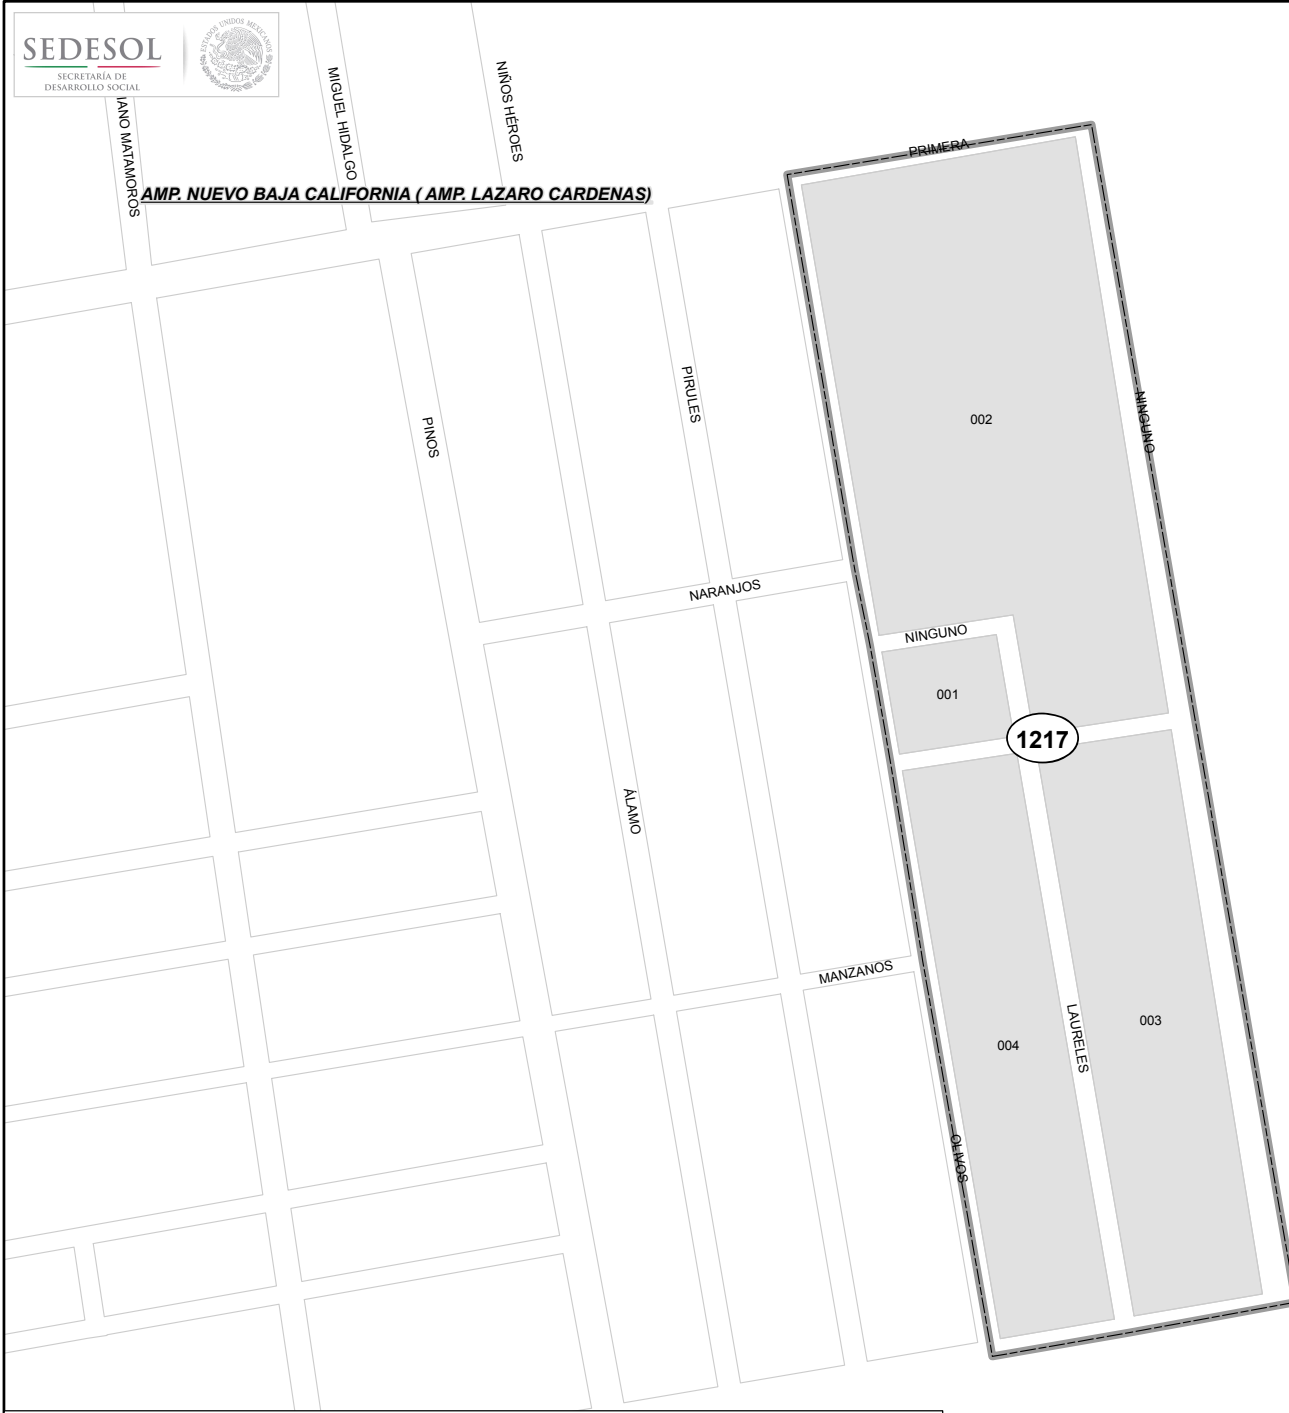 SEDESOL
SECRETARÍA DE
DESARROLLO SOCIAL
ESTADOS UNIDOS MEXICANOS
IANO MATAMOROS
MIGUEL HIDALGO
NIÑOS HÉROES
AMP. NUEVO BAJA CALIFORNIA ( AMP. LAZARO CARDENAS)
PRIMERA
PINOS
PIRULES
002
NINGUNO
NARANJOS
NINGUNO
001
1217
ÁLAMO
MANZANOS
LAURELES
003
004
OLIVOS